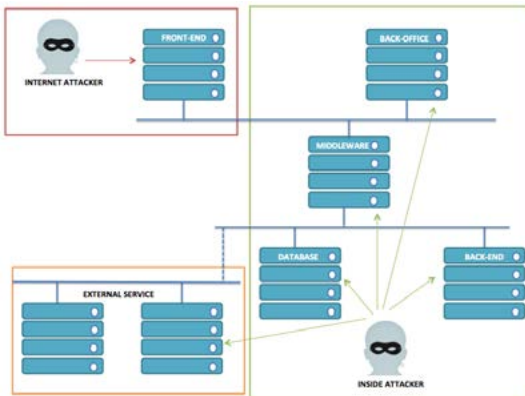 FRONT-END
BACK-OFFICE
INTERNET ATTACKER
MIDDLEWARE
DATABASE
BACK-END
EXTERNAL SERVICE
INSIDE ATTACKER